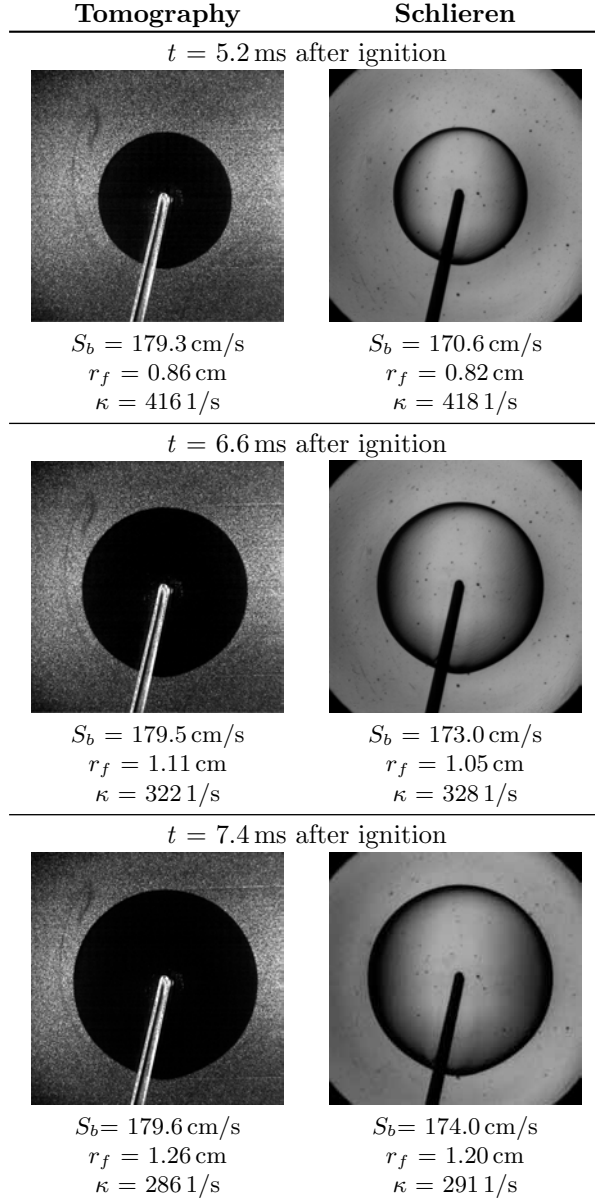 Tomography Schlieren
t = 5.2 ms after ignition
S_b = 179.3 cm/s S_b = 170.6 cm/s
r_f = 0.86 cm r_f = 0.82 cm
κ = 416 1/s κ = 418 1/s
t = 6.6 ms after ignition
S_b = 179.5 cm/s S_b = 173.0 cm/s
r_f = 1.11 cm r_f = 1.05 cm
κ = 322 1/s κ = 328 1/s
t = 7.4 ms after ignition
S_b= 179.6 cm/s S_b= 174.0 cm/s
r_f = 1.26 cm r_f = 1.20 cm
κ = 286 1/s κ = 291 1/s